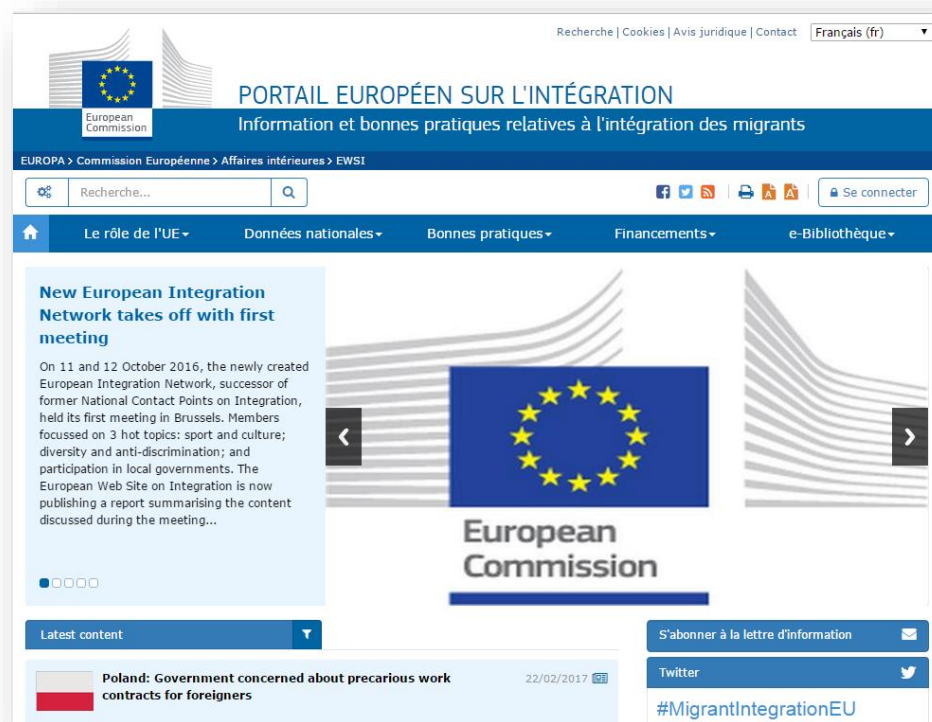 Recherche | Cookies | Avis juridique | Contact Français (fr)
European
Commission
PORTAIL EUROPÉEN SUR L'INTÉGRATION
Information et bonnes pratiques relatives à l'intégration des migrants
EUROPA > Commission Européenne > Affaires intérieures > EWSI
Recherche...
A A
Se connecter
Le rôle de l'UE
Données nationales
Bonnes pratiques
Financements
e-Bibliothèque
New European Integration
Network takes off with first
meeting
On 11 and 12 October 2016, the newly created
European Integration Network, successor of
former National Contact Points on Integration,
held its first meeting in Brussels. Members
focussed on 3 hot topics: sport and culture;
diversity and anti-discrimination; and
participation in local governments. The
European Web Site on Integration is now
publishing a report summarising the content
discussed during the meeting...
European
Commission
Latest content
Poland: Government concerned about precarious work
contracts for foreigners
22/02/2017
S'abonner à la lettre d'information
Twitter
#MigrantIntegrationEU